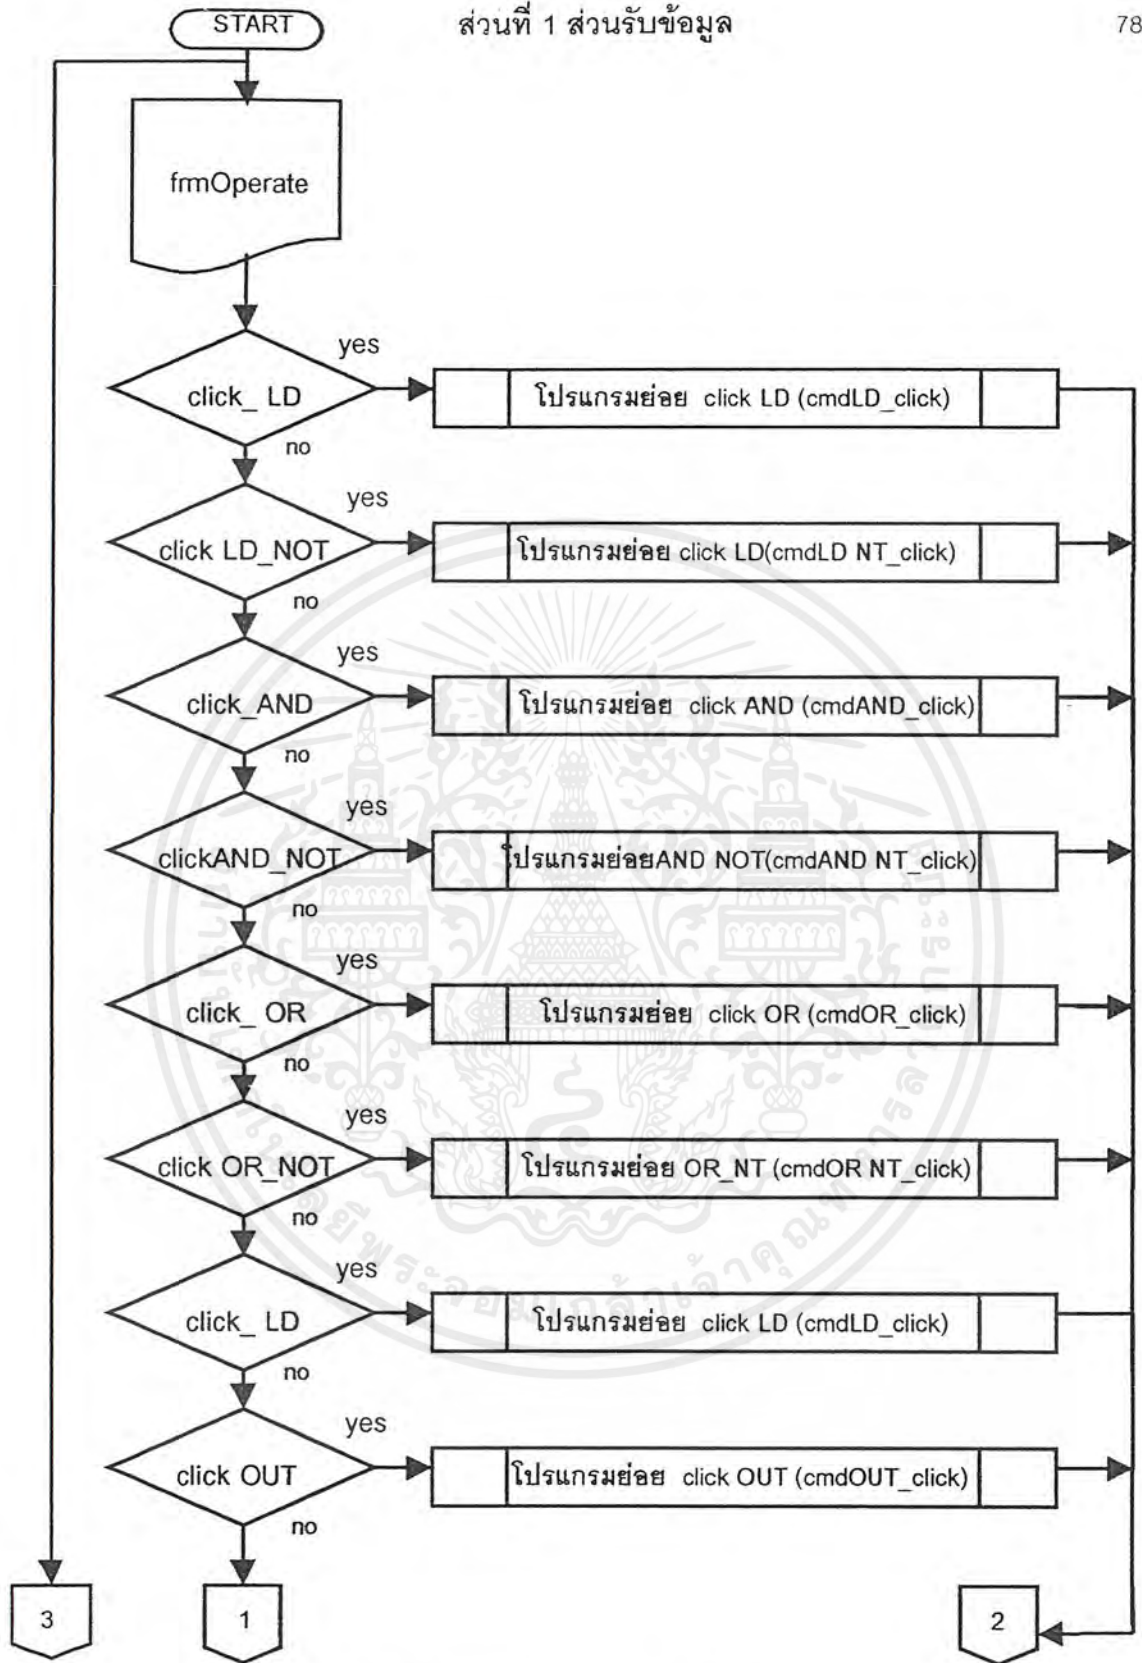 START
ส่วนที่ 1 ส่วนรับข้อมูล
78
frmOperate
yes
click_ LD
โปรแกรมย่อย click LD (cmdLD_click)
no
yes
click LD_NOT
โปรแกรมย่อย click LD(cmdLD NT_click)
no
yes
click_AND
โปรแกรมย่อย click AND (cmdAND_click)
no
yes
clickAND_NOT
โปรแกรมย่อยAND NOT(cmdAND NT_click)
no
yes
click_ OR
โปรแกรมย่อย click OR (cmdOR_click)
no
yes
click OR_NOT
โปรแกรมย่อย OR_NT (cmdOR NT_click)
no
yes
click_ LD
โปรแกรมย่อย click LD (cmdLD_click)
no
yes
click OUT
โปรแกรมย่อย click OUT (cmdOUT_click)
no
3
1
2